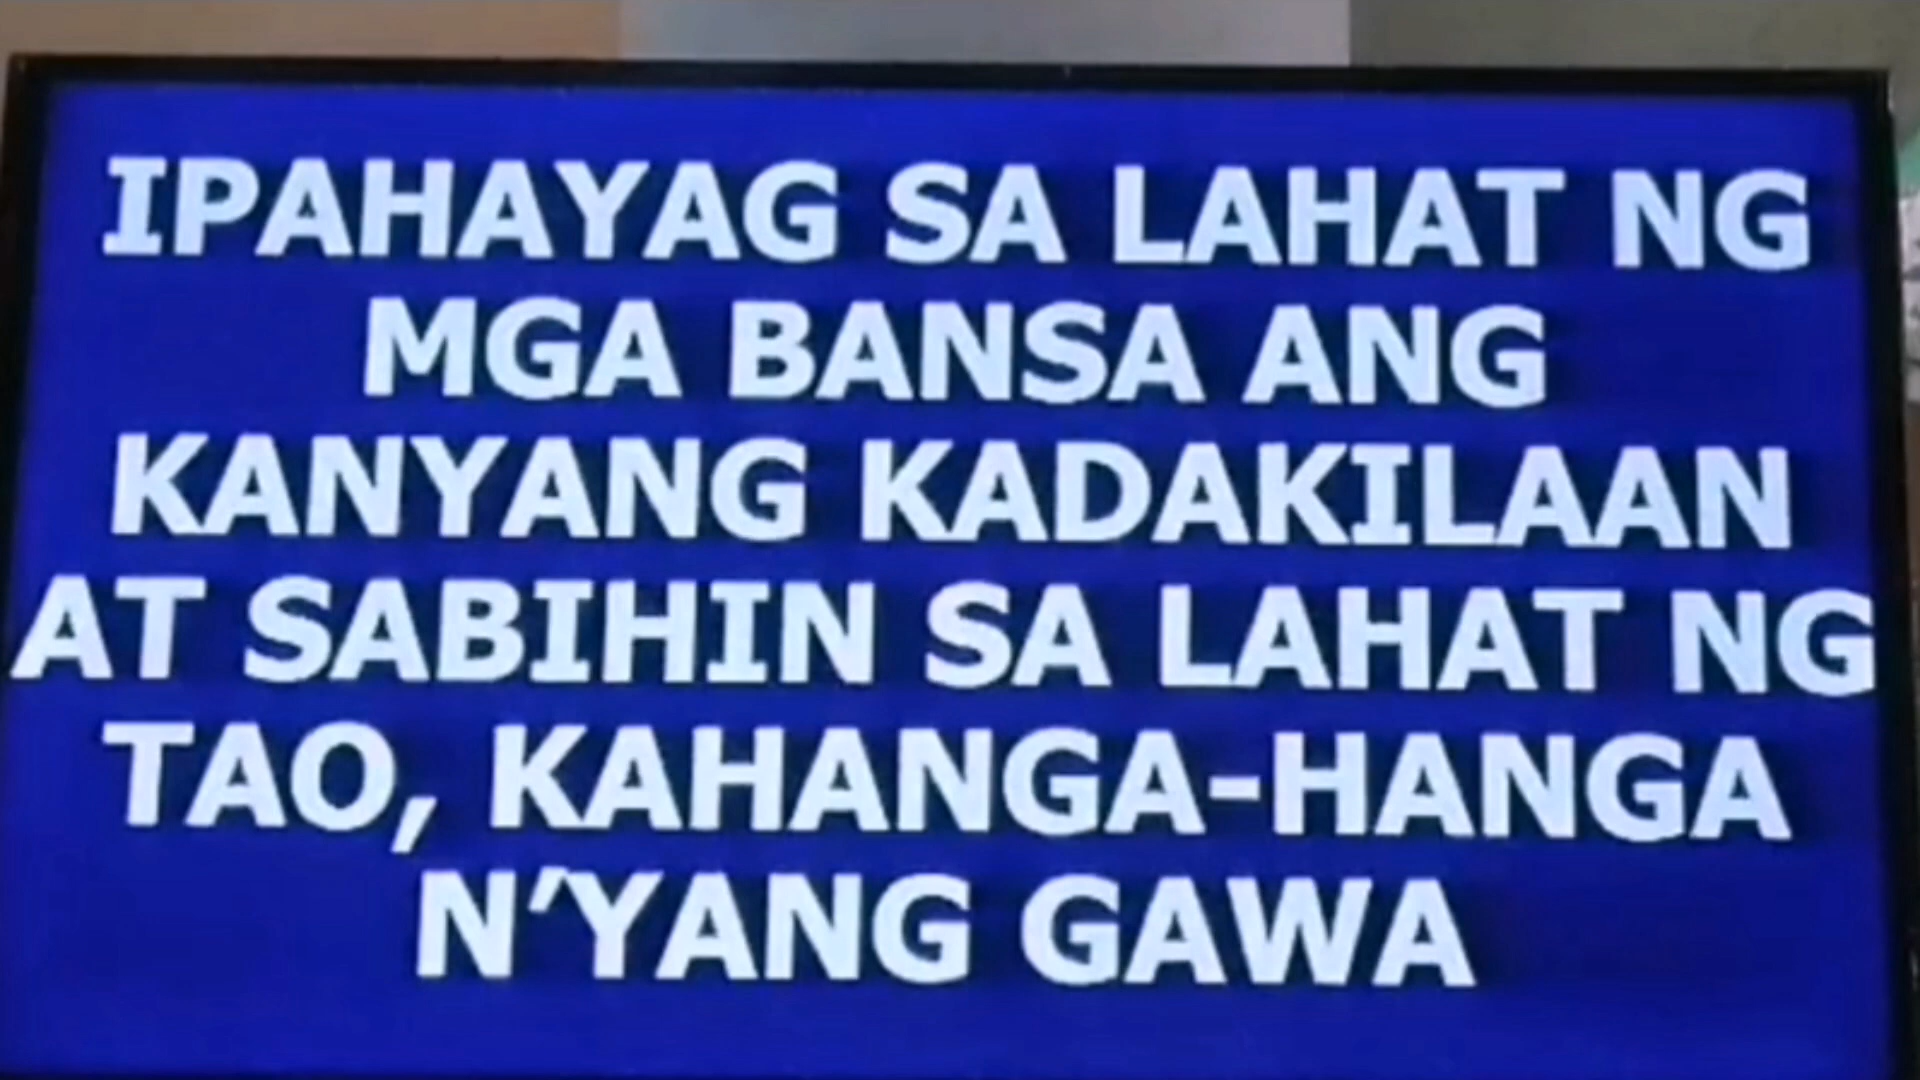 IPAHAYAG SA LAHAT NG
MGA BANSA ANG
KANYANG KADAKILAAN
AT SABIHIN SA LAHAT NG
TAO, KAHANGA-HANGA
N'YANG GAWA